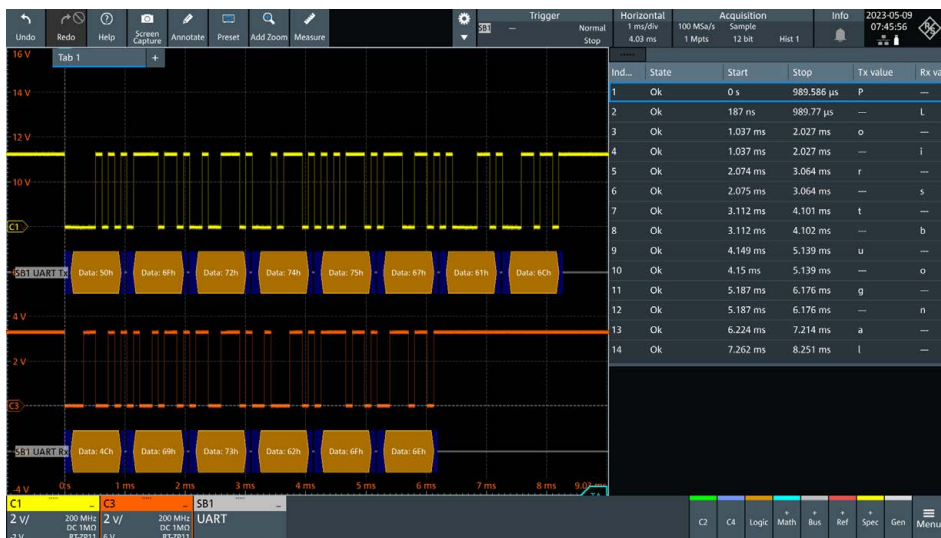 Undo Redo Help Screen Capture Annotate Preset Add Zoom Measure
Trigger
SB1 — Normal
Stop
Horizontal Acquisition Info
1 ms/div 100 MSa/s Sample
4.03 ms 1 Mpts 12 bit Hist 1
2023-05-09
07:45:56
Tab 1 +
16 V
14 V
12 V
10 V
C1
SB1 UART Tx Data: 50h Data: 6Fh Data: 72h Data: 74h Data: 75h Data: 67h Data: 61h Data: 6Ch
4 V
2 V
C3
SB1 UART Rx Data: 4Ch Data: 69h Data: 73h Data: 62h Data: 6Fh Data: 6Eh
-4 V 0 s 1 ms 2 ms 3 ms 4 ms 5 ms 6 ms 7 ms 8 ms
TA
Ind... State Start Stop Tx value Rx va
1 Ok 0 s 989.586 µs P —
2 Ok 187 ns 989.77 µs — L
3 Ok 1.037 ms 2.027 ms o —
4 Ok 1.037 ms 2.027 ms — i
5 Ok 2.074 ms 3.064 ms r —
6 Ok 2.075 ms 3.064 ms — s
7 Ok 3.112 ms 4.101 ms t —
8 Ok 3.112 ms 4.102 ms — b
9 Ok 4.149 ms 5.139 ms u —
10 Ok 4.15 ms 5.139 ms — o
11 Ok 5.187 ms 6.176 ms g —
12 Ok 5.187 ms 6.176 ms — n
13 Ok 6.224 ms 7.214 ms a —
14 Ok 7.262 ms 8.251 ms l —
C1 C3 SB1
2 V/ 200 MHz 2 V/ 200 MHz UART
DC 1MΩ DC 1MΩ
-2 V RT-ZP11 6 V RT-ZP11
C2 C4 Logic + Math + Bus + Ref + Spec Gen Menu